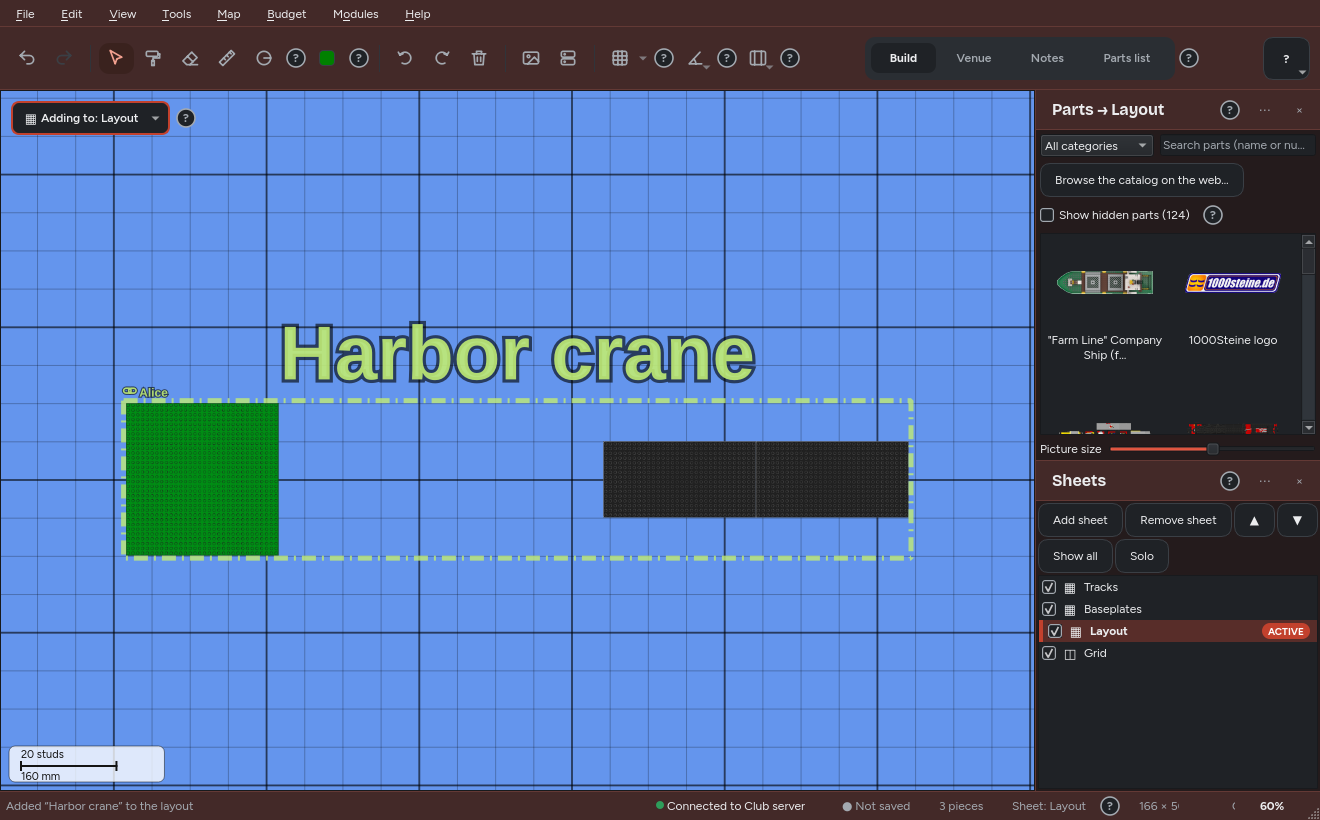 File Edit View Tools Map Budget Modules Help
? ? ? ? ? Build Venue Notes Parts list ? ?
▦ Adding to: Layout ?
Parts → Layout ? ... ×
All categories Search parts (name or nu...
Browse the catalog on the web...
Show hidden parts (124) ?
1000steine.de
"Farm Line" Company
Ship (f...
1000Steine logo
Harbor crane
Alice
Picture size
Sheets ? ... ×
Add sheet Remove sheet ▲ ▼
Show all Solo
Tracks
Baseplates
Layout ACTIVE
Grid
20 studs
160 mm
Added "Harbor crane" to the layout Connected to Club server Not saved 3 pieces Sheet: Layout ? 166 × 60%